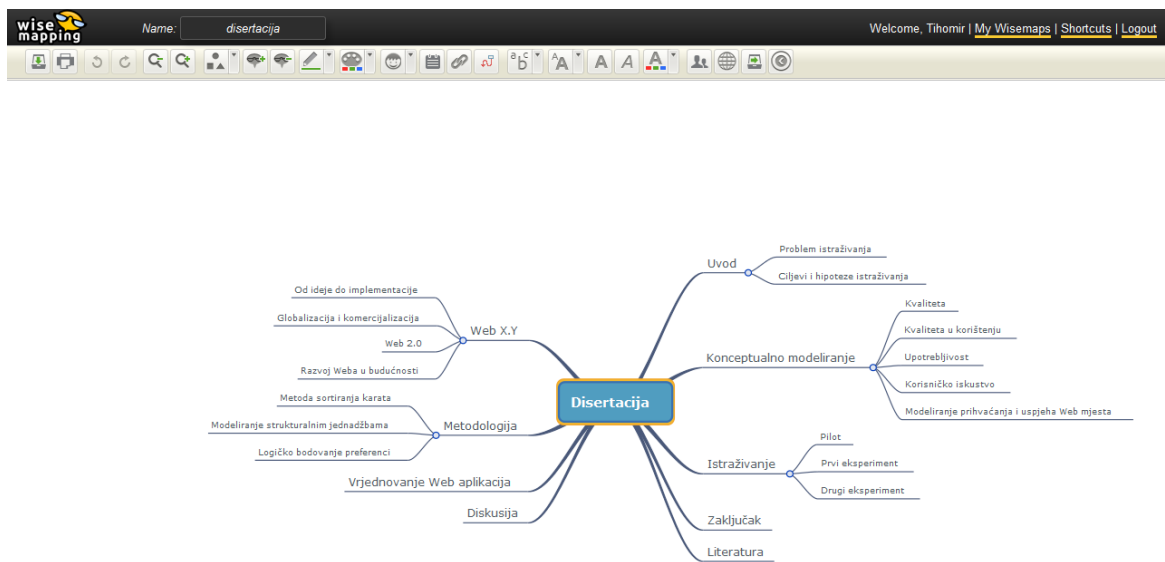 wise
mapping
Name:
disertacija
Welcome, Tihomir | My Wisemaps | Shortcuts | Logout
Problem istraživanja
Uvod
Ciljevi i hipoteze istraživanja
Od ideje do implementacije
Globalizacija i komercijalizacija
Web X.Y
Web 2.0
Razvoj Weba u budućnosti
Kvaliteta
Kvaliteta u korištenju
Konceptualno modeliranje
Upotrebljivost
Korisničko iskustvo
Modeliranje prihvaćanja i uspjeha Web mjesta
Disertacija
Metoda sortiranja karata
Modeliranje strukturalnim jednadžbama
Metodologija
Logičko bodovanje preferenci
Pilot
Istraživanje
Prvi eksperiment
Drugi eksperiment
Vrjednovanje Web aplikacija
Diskusija
Zaključak
Literatura